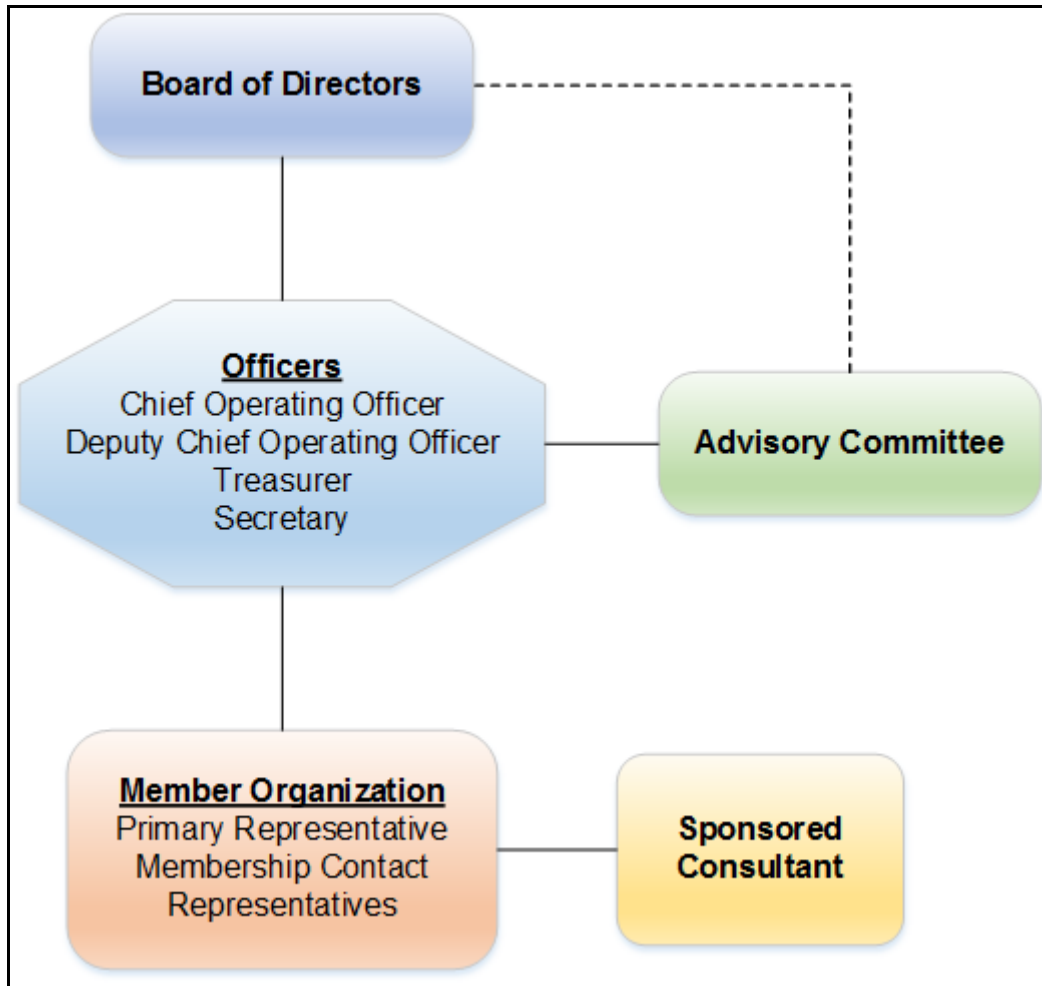 Board of Directors
Officers
Chief Operating Officer
Deputy Chief Operating Officer
Treasurer
Secretary
Advisory Committee
Member Organization
Primary Representative
Membership Contact
Representatives
Sponsored
Consultant